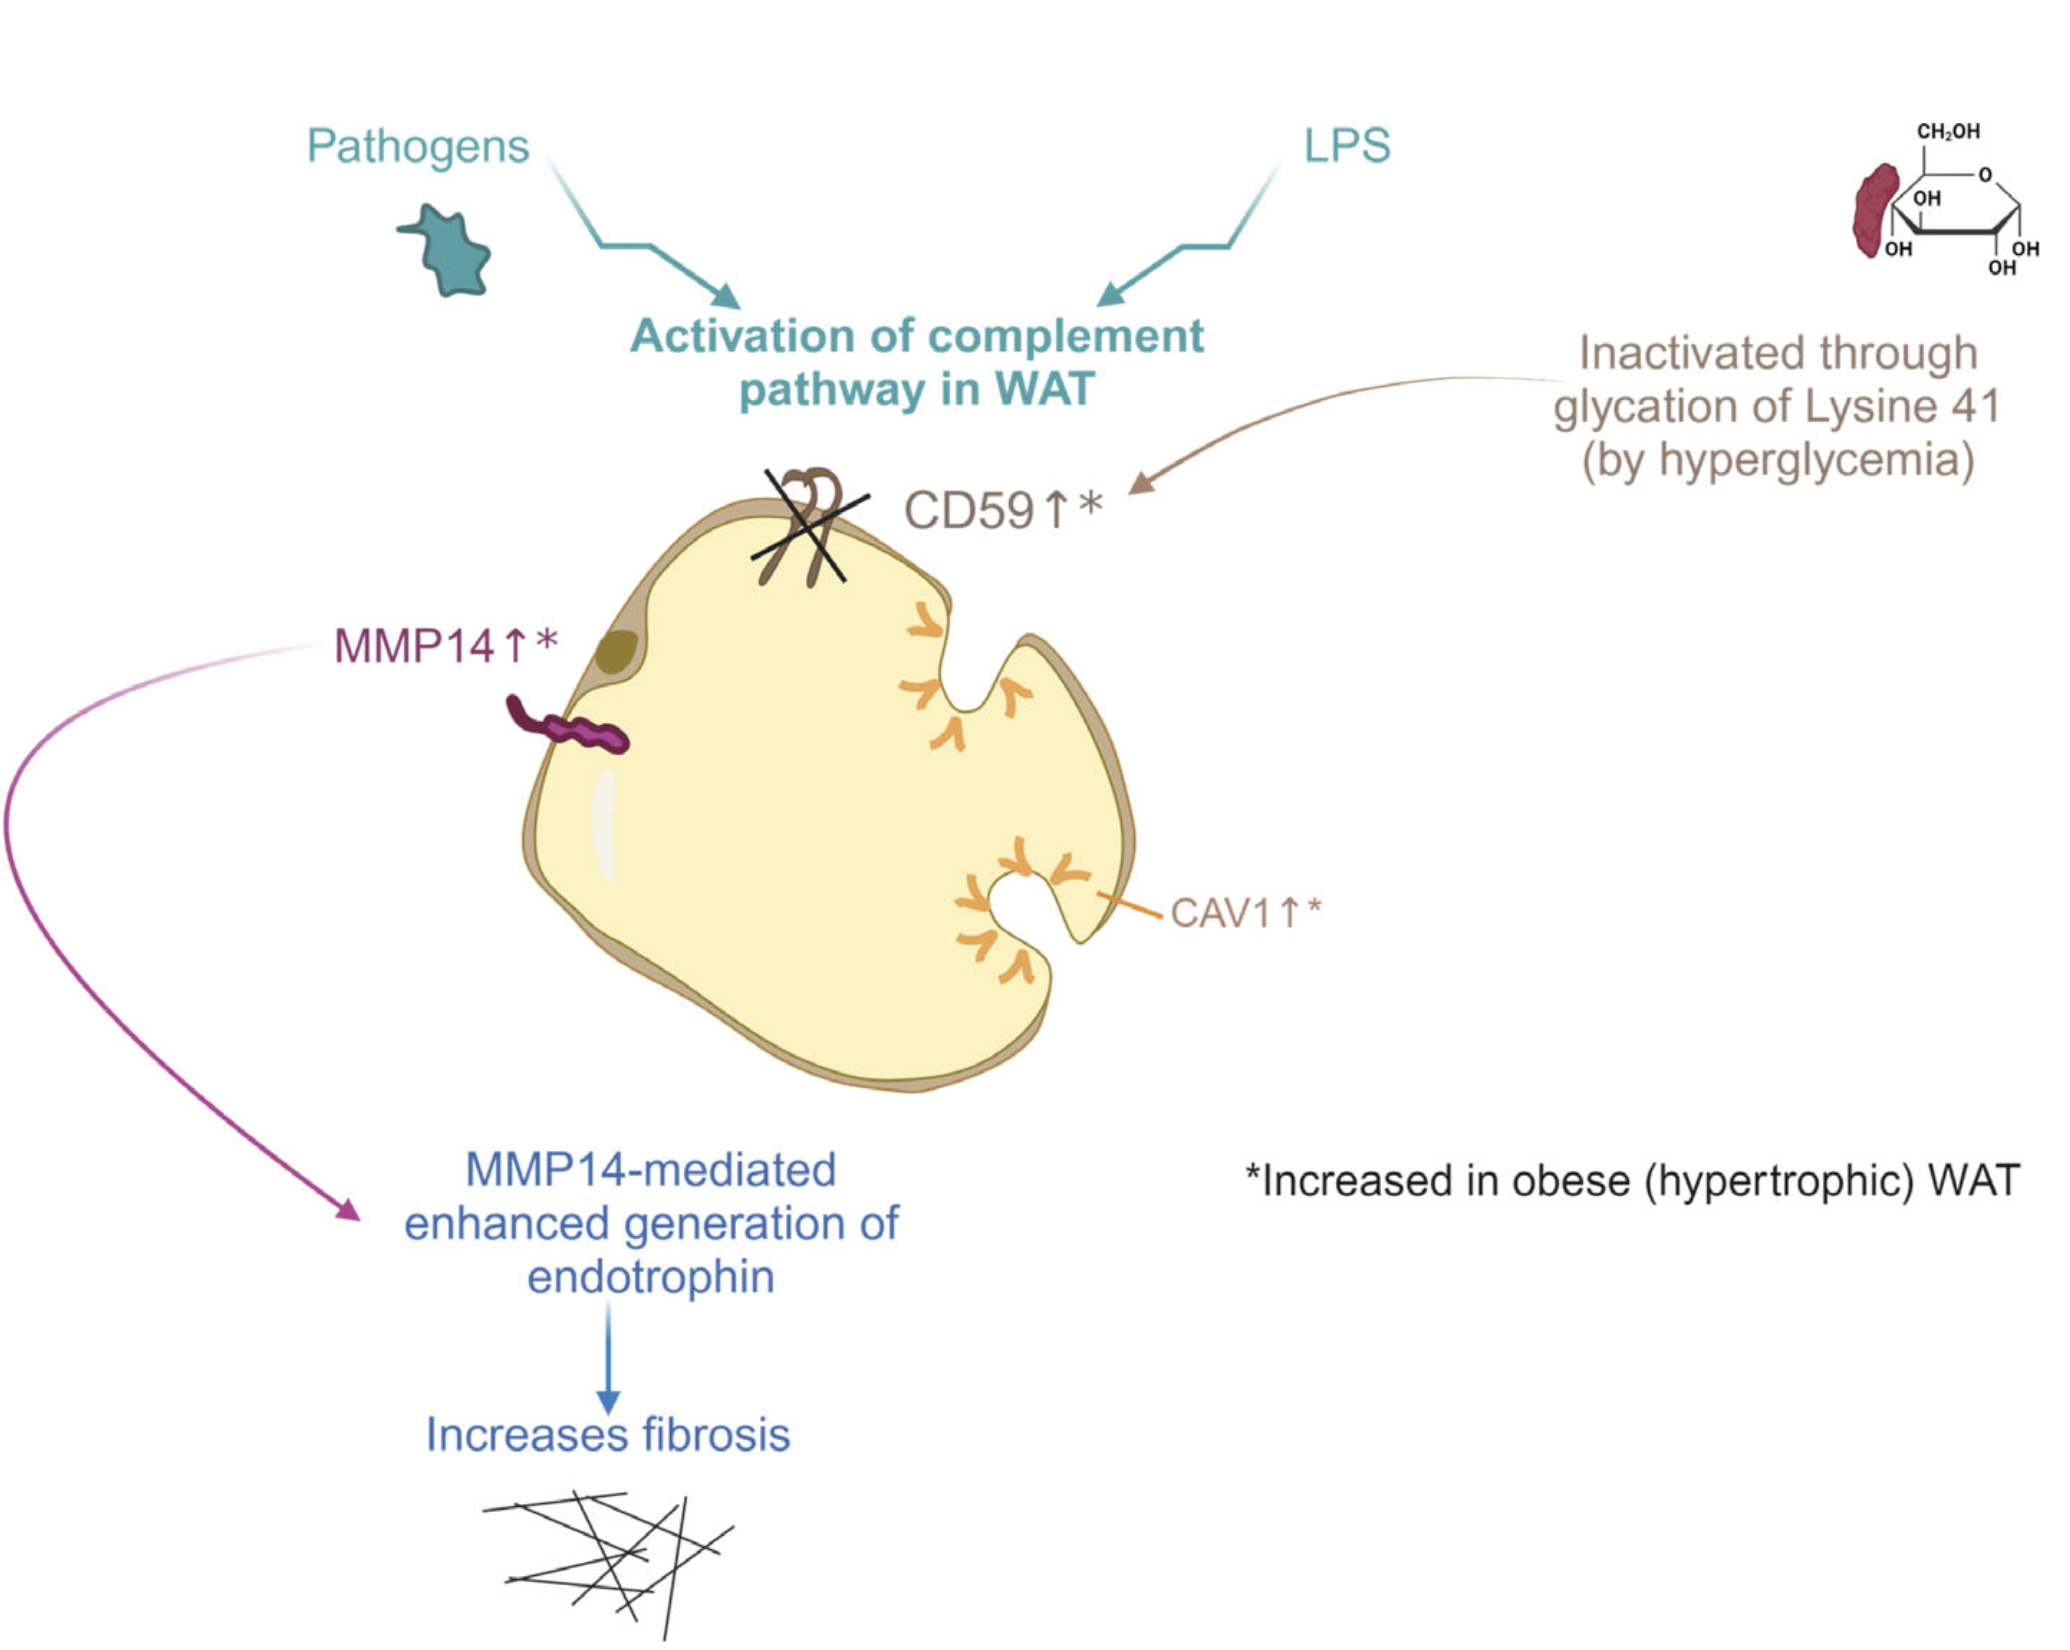 Pathogens
LPS
CH₂OH
O
OH
OH
OH
OH
Activation of complement
pathway in WAT
Inactivated through
glycation of Lysine 41
(by hyperglycemia)
CD59↑*
MMP14↑*
CAV1↑*
MMP14-mediated
enhanced generation of
endotrophin
*Increased in obese (hypertrophic) WAT
Increases fibrosis